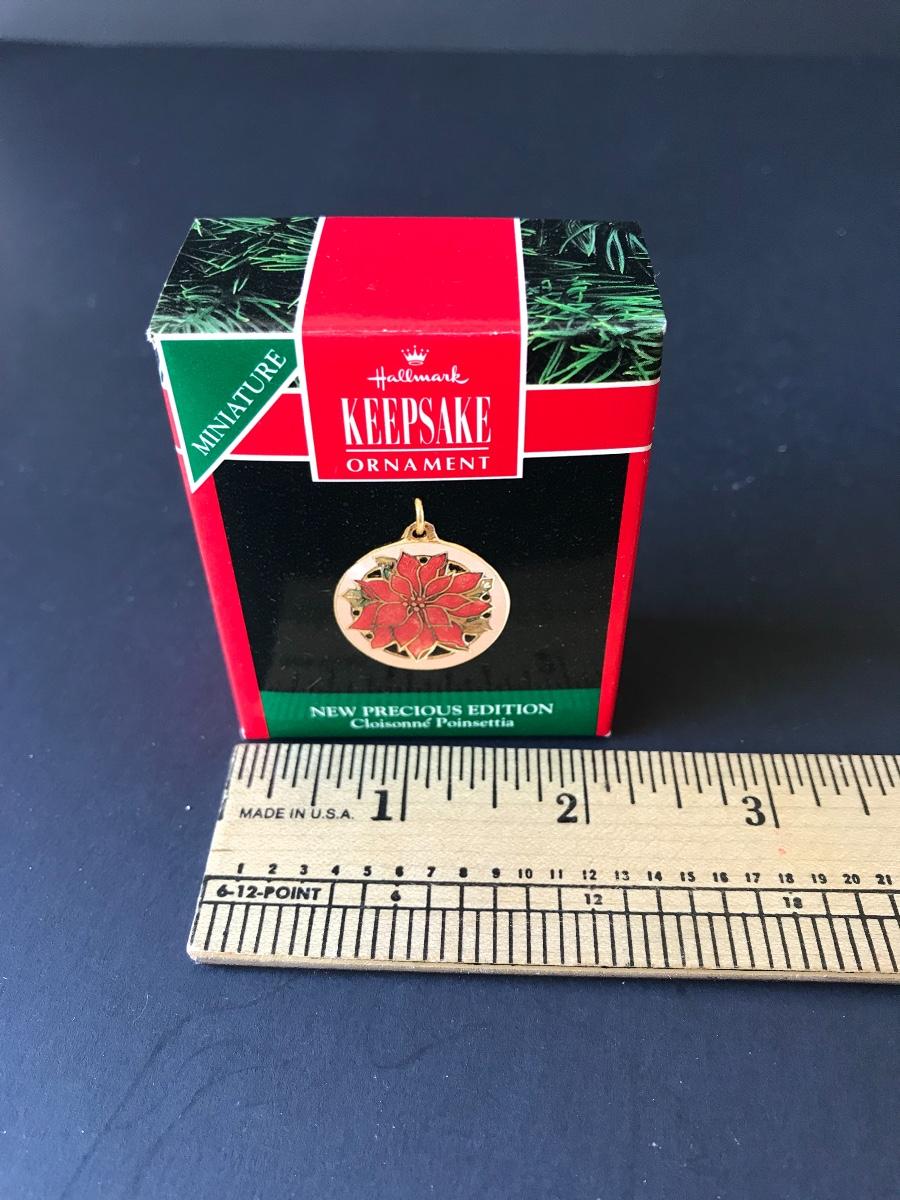 MINIATURE
Hallmark
KEEPSAKE
ORNAMENT
NEW PRECIOUS EDITION
Cloisonné Poinsettia
1 2 3
MADE IN U.S.A.
1 2 3 4 5 6 7 8 9 10 11 12 13 14 15 16 17 18 19 20 21
6-12-POINT 6 12 18